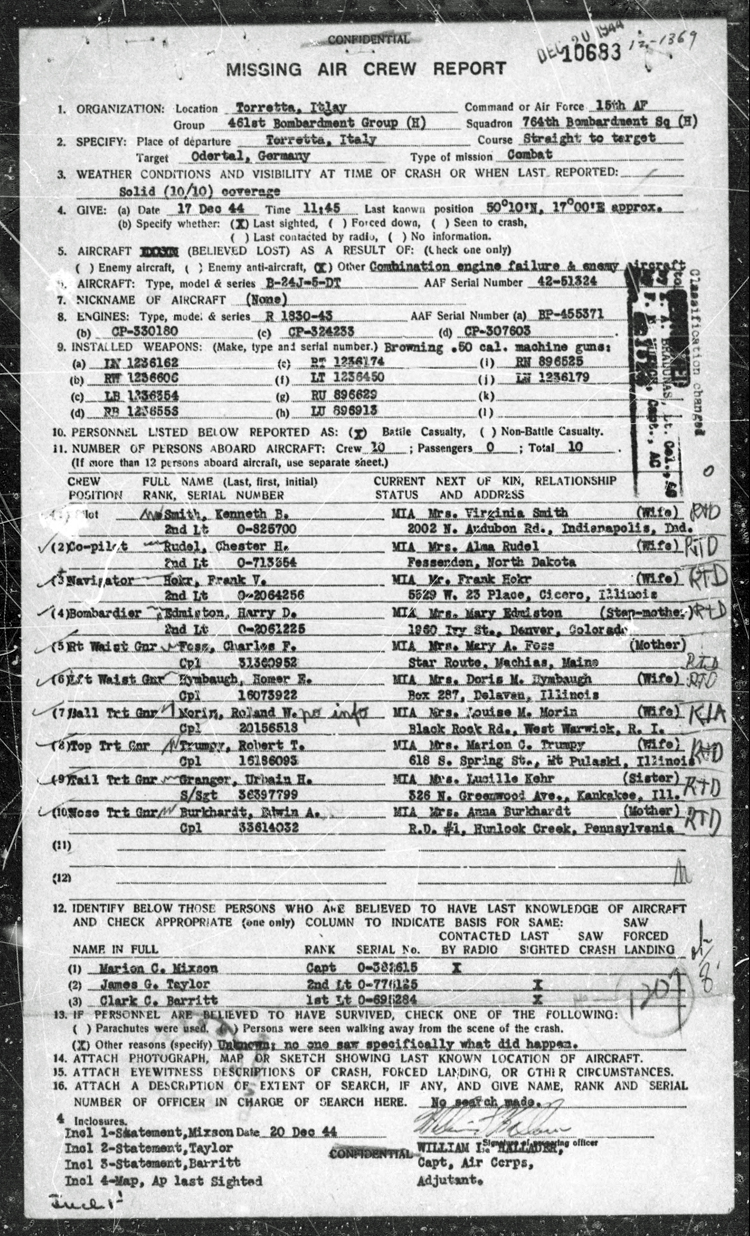 CONFIDENTIAL
DEC 20 1944
10683 12-1369
MISSING AIR CREW REPORT
1. ORGANIZATION: Location Torretta, Itlay Command or Air Force 15th AF
Group 461st Bombardment Group (H) Squadron 764th Bombardment Sq (H)
2. SPECIFY: Place of departure Torretta, Italy Course Straight to target
Target Odertal, Germany Type of mission Combat
3. WEATHER CONDITIONS AND VISIBILITY AT TIME OF CRASH OR WHEN LAST REPORTED:
Solid (10/10) coverage
4. GIVE: (a) Date 17 Dec 44 Time 11:45 Last known position 50°10'N, 17°00'E approx.
(b) Specify whether: (X) Last sighted, ( ) Forced down, ( ) Seen to crash,
( ) Last contacted by radio, ( ) No information.
5. AIRCRAFT (BELIEVED LOST) AS A RESULT OF: (Check one only)
( ) Enemy aircraft, ( ) Enemy anti-aircraft, (X) Other Combination engine failure & enemy aircraft
6. AIRCRAFT: Type, model & series B-24J-5-DT AAF Serial Number 42-51324
7. NICKNAME OF AIRCRAFT (None)
8. ENGINES: Type, model & series R 1830-43 AAF Serial Number (a) BP-455371
(b) CP-330180 (c) CP-324233 (d) CP-307603
9. INSTALLED WEAPONS: (Make, type and serial number.) Browning .50 cal. machine guns:
(a) LN 1236162 (e) RT 1236174 (i) RN 896525
(b) RW 1236606 (f) LT 1236450 (j) LN 1236179
(c) LB 1236354 (g) RU 896629 (k)
(d) RB 1236553 (h) LU 896913 (l)
10. PERSONNEL LISTED BELOW REPORTED AS: (X) Battle Casualty, ( ) Non-Battle Casualty.
11. NUMBER OF PERSONS ABOARD AIRCRAFT: Crew 10 ; Passengers 0 ; Total 10
(If more than 12 persons aboard aircraft, use separate sheet.)
Classification changed
E. A. BRADUNAS, Lt. Col.,
Capt., AC
CREW FULL NAME (Last, first, initial) CURRENT NEXT OF KIN, RELATIONSHIP
POSITION RANK, SERIAL NUMBER STATUS AND ADDRESS
(1) Pilot Smith, Kenneth B. MIA Mrs. Virginia Smith (Wife) RTD
2nd Lt 0-825700 2002 N. Audubon Rd., Indianapolis, Ind.
(2) Co-pilot Rudel, Chester H. MIA Mrs. Alma Rudel (Wife) RTD
2nd Lt 0-713354 Fessenden, North Dakota
(3) Navigator Hokr, Frank V. MIA Mr. Frank Hokr (Wife) RTD
2nd Lt 0-2064256 5529 W. 23 Place, Cicero, Illinois
(4) Bombardier Edmiston, Harry D. MIA Mrs. Mary Edmiston (Step-mother) RTD
2nd Lt 0-2061225 1960 Ivy St., Denver, Colorado
(5) Rt Waist Gnr Foss, Charles F. MIA Mrs. Mary A. Foss (Mother)
Cpl 31360952 Star Route, Machias, Maine RTD
(6) Lft Waist Gnr Hymbaugh, Homer E. MIA Mrs. Doris M. Hymbaugh (Wife) RTD
Cpl 16073922 Box 287, Delavan, Illinois
(7) Ball Trt Gnr Morin, Roland W. no info MIA Mrs. Louise M. Morin (Wife) KIA
Cpl 20156513 Black Rock Rd., West Warwick, R. I.
(8) Top Trt Gnr Trumpy, Robert T. MIA Mrs. Marion C. Trumpy (Wife) RTD
Cpl 16186093 618 S. Spring St., Mt Pulaski, Illinois
(9) Tail Trt Gnr Granger, Urbain H. MIA Mrs. Lucille Kehr (Sister) RTD
S/Sgt 36397799 326 N. Greenwood Ave., Kankakee, Ill.
(10) Nose Trt Gnr Burkhardt, Edwin A. MIA Mrs. Anna Burkhardt (Mother) RTD
Cpl 33614032 R.D. #1, Hunlock Creek, Pennsylvania
(11)
(12)
12. IDENTIFY BELOW THOSE PERSONS WHO ARE BELIEVED TO HAVE LAST KNOWLEDGE OF AIRCRAFT
AND CHECK APPROPRIATE (one only) COLUMN TO INDICATE BASIS FOR SAME: SAW
CONTACTED LAST SAW FORCED
NAME IN FULL RANK SERIAL No. BY RADIO SIGHTED CRASH LANDING
(1) Marion C. Mixson Capt 0-382615 X
(2) James G. Taylor 2nd Lt 0-776125 X
(3) Clark C. Barritt 1st Lt 0-695284 X
1207
13. IF PERSONNEL ARE BELIEVED TO HAVE SURVIVED, CHECK ONE OF THE FOLLOWING:
( ) Parachutes were used. ( ) Persons were seen walking away from the scene of the crash.
(X) Other reasons (specify) Unknown; no one saw specifically what did happen.
14. ATTACH PHOTOGRAPH, MAP OR SKETCH SHOWING LAST KNOWN LOCATION OF AIRCRAFT.
15. ATTACH EYEWITNESS DESCRIPTIONS OF CRASH, FORCED LANDING, OR OTHER CIRCUMSTANCES.
16. ATTACH A DESCRIPTION OF EXTENT OF SEARCH, IF ANY, AND GIVE NAME, RANK AND SERIAL
NUMBER OF OFFICER IN CHARGE OF SEARCH HERE. No search made.
4 Inclosures.
Incl 1-Statement,Mixson Date 20 Dec 44
Signature of preparing officer
Incl 2-Statement,Taylor CONFIDENTIAL WILLIAM L. HALLAUER,
Incl 3-Statement,Barritt Capt, Air Corps,
Incl 4-Map, Ap last Sighted Adjutant.
Incl 1